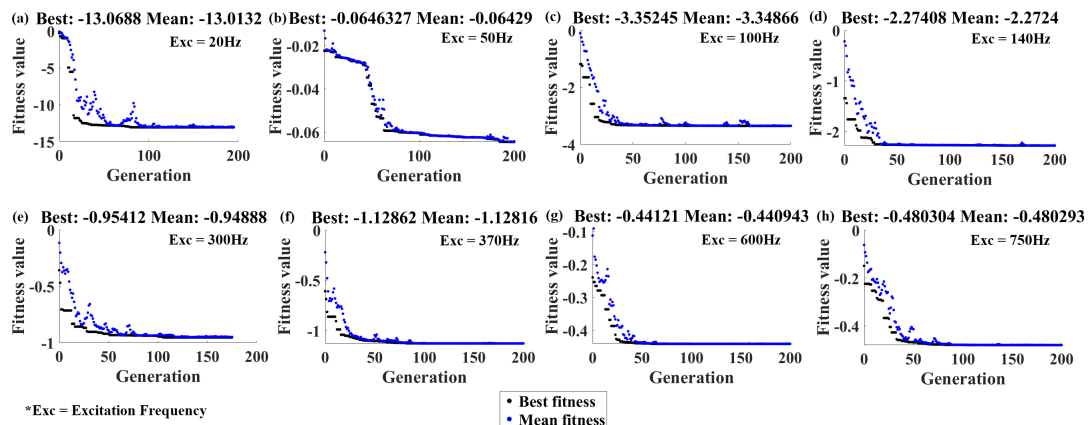 (a) Best: -13.0688 Mean: -13.0132
Exc = 20Hz
Fitness value
0
-5
-10
-15
0 100 200
Generation
(b) Best: -0.0646327 Mean: -0.06429
Exc = 50Hz
Fitness value
-0.02
-0.04
-0.06
0 50 100 150 200
Generation
(c) Best: -3.35245 Mean: -3.34866
Exc = 100Hz
Fitness value
0
-2
-4
0 50 100 150 200
Generation
(d) Best: -2.27408 Mean: -2.2724
Exc = 140Hz
Fitness value
0
-1
-2
0 50 100 150 200
Generation
(e) Best: -0.95412 Mean: -0.94888
Exc = 300Hz
Fitness value
0
-0.5
-1
0 50 100 150 200
Generation
(f) Best: -1.12862 Mean: -1.12816
Exc = 370Hz
Fitness value
0
-0.5
-1
0 50 100 150 200
Generation
(g) Best: -0.44121 Mean: -0.440943
Exc = 600Hz
Fitness value
-0.1
-0.2
-0.3
-0.4
0 50 100 150 200
Generation
(h) Best: -0.480304 Mean: -0.480293
Exc = 750Hz
Fitness value
0
-0.2
-0.4
0 50 100 150 200
Generation
*Exc = Excitation Frequency
Best fitness
Mean fitness